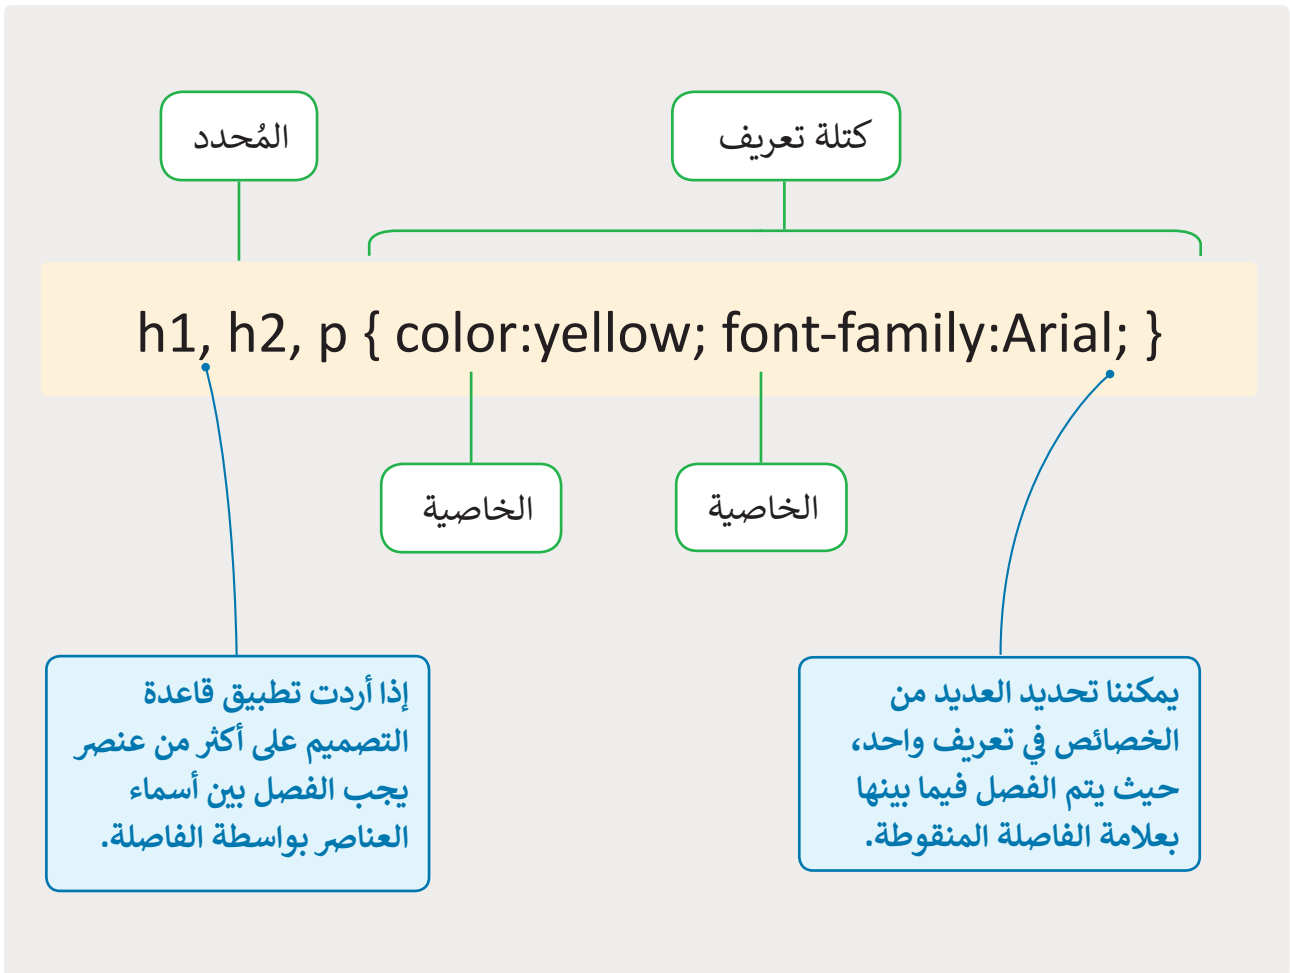 كتلة تعريف
المُحدد
h1, h2, p { color:yellow; font-family:Arial; }
الخاصية
الخاصية
يمكننا تحديد العديد من
الخصائص في تعريف واحد،
حيث يتم الفصل فيما بينها
بعلامة الفاصلة المنقوطة.
إذا أردت تطبيق قاعدة
التصميم على أكثر من عنصر
يجب الفصل بين أسماء
العناصر بواسطة الفاصلة.